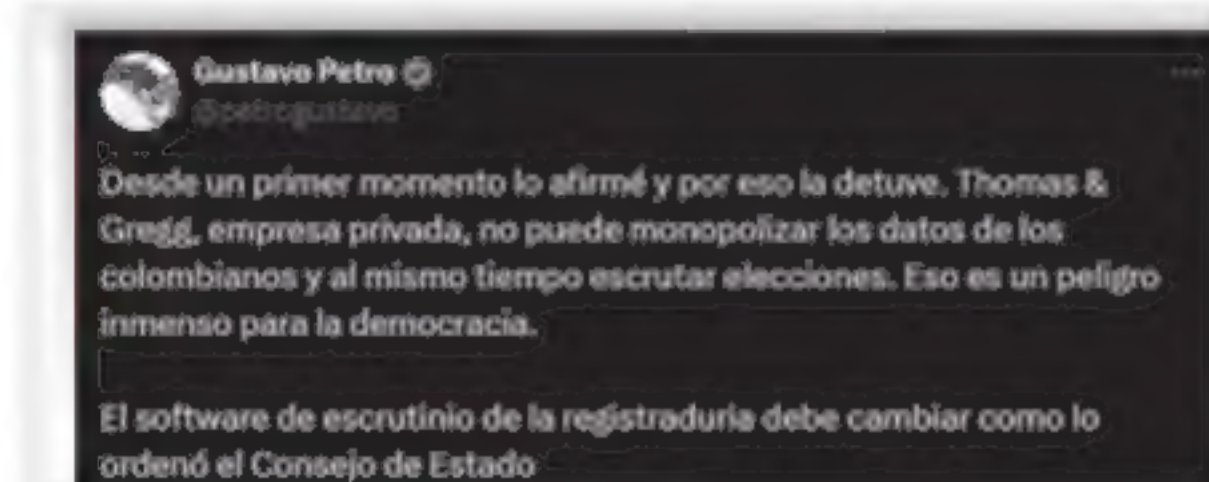 Gustavo Petro
@petrogustavo
Desde un primer momento lo afirmé y por eso la detuve. Thomas &
Gregg, empresa privada, no puede monopolizar los datos de los
colombianos y al mismo tiempo escrutar elecciones. Eso es un peligro
inmenso para la democracia.
El software de escrutinio de la registraduria debe cambiar como lo
ordenó el Consejo de Estado